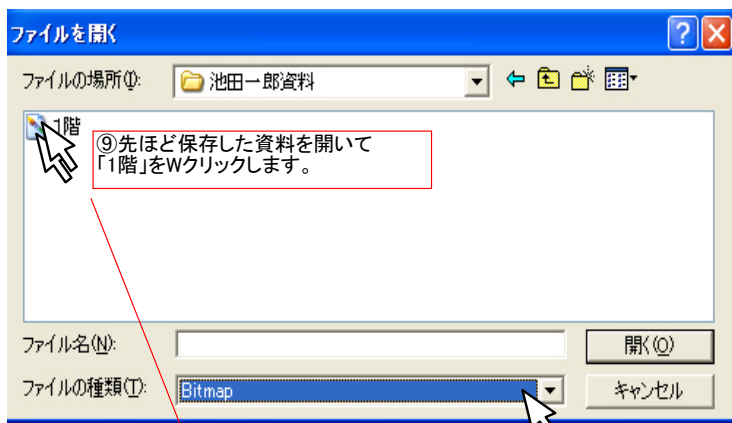 ファイルを開く
ファイルの場所(I):
池田一郎資料
1階
⑨先ほど保存した資料を開いて
「1階」をWクリックします。
ファイル名(N):
開く(O)
ファイルの種類(T):
Bitmap
キャンセル